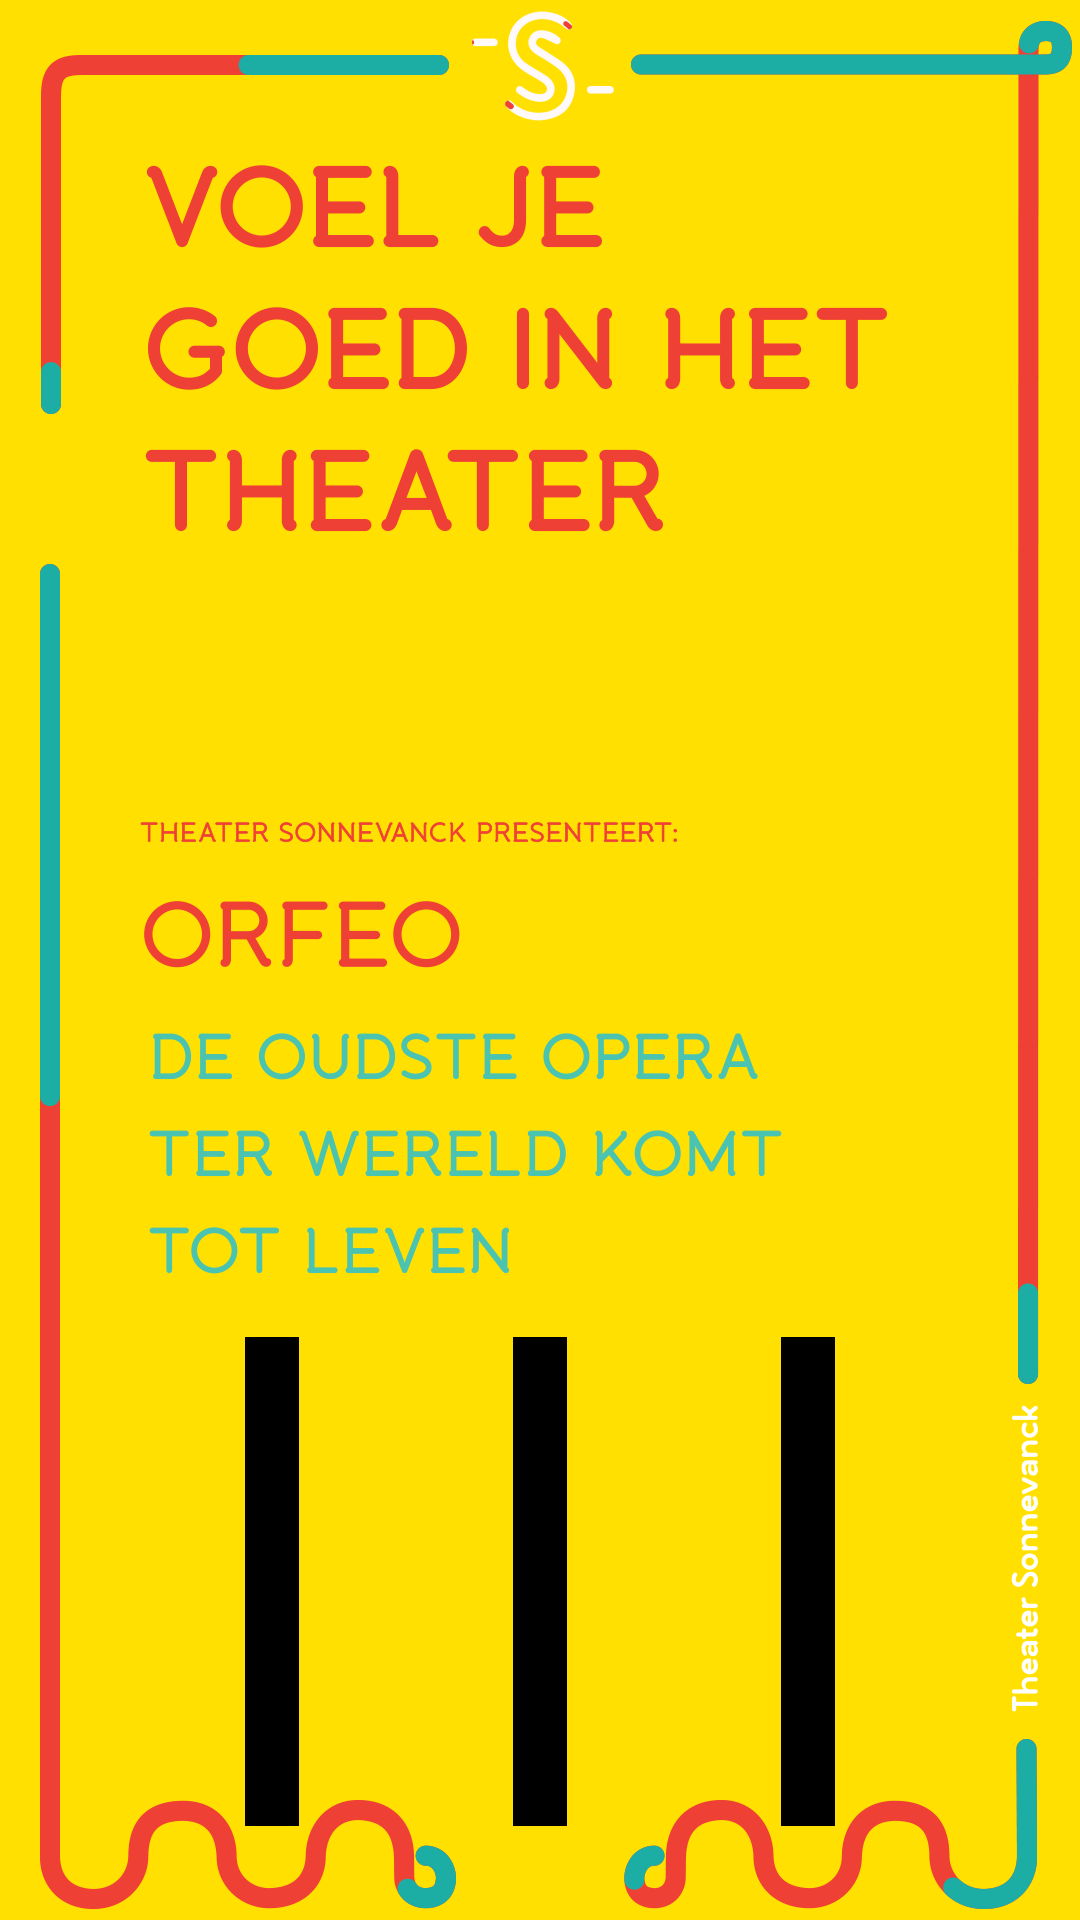 VOEL JE
GOED IN HET
THEATER
THEATER SONNEVANCK PRESENTEERT:
ORFEO
DE OUDSTE OPERA
TER WERELD KOMT
TOT LEVEN
Theater Sonnevanck